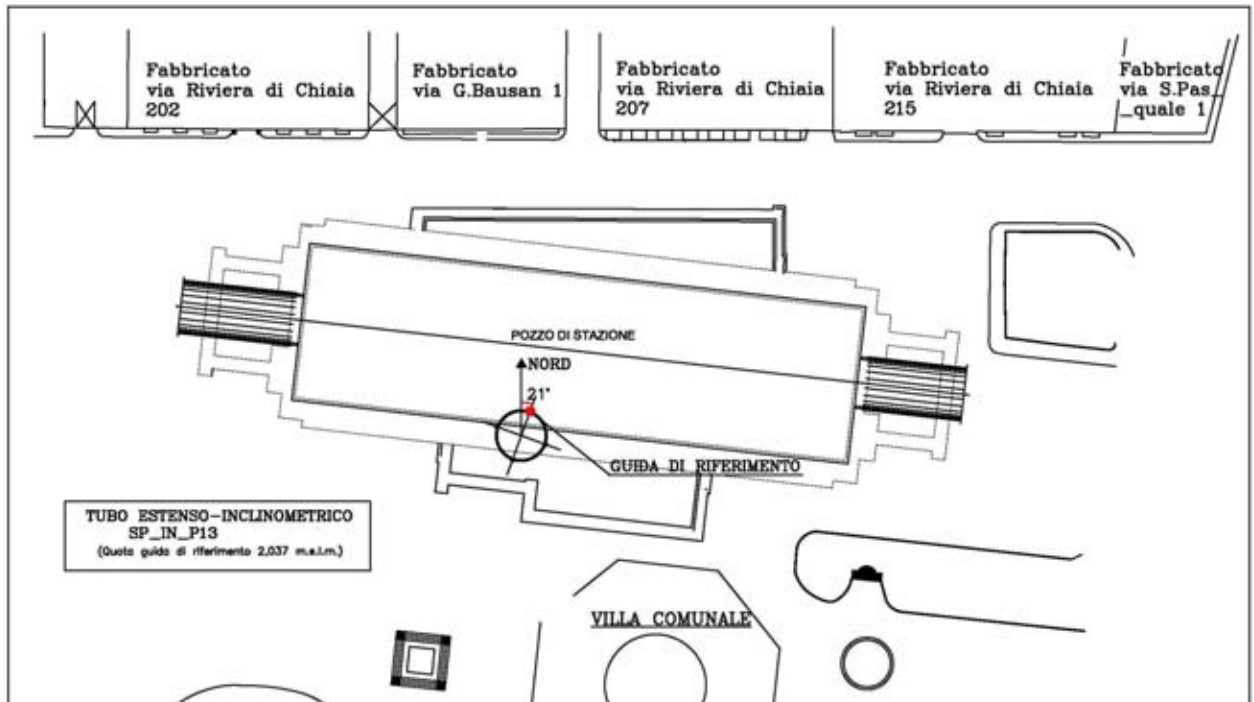 Fabbricato
via Riviera di Chiaia
202
Fabbricato
via G.Bausan 1
Fabbricato
via Riviera di Chiaia
207
Fabbricato
via Riviera di Chiaia
215
Fabbricato
via S.Pas_
_quale 1
POZZO DI STAZIONE
NORD
21°
GUIDA DI RIFERIMENTO
TUBO ESTENSO-INCLINOMETRICO
SP_IN_P13
(Quota guida di riferimento 2,037 m.s.l.m.)
VILLA COMUNALE